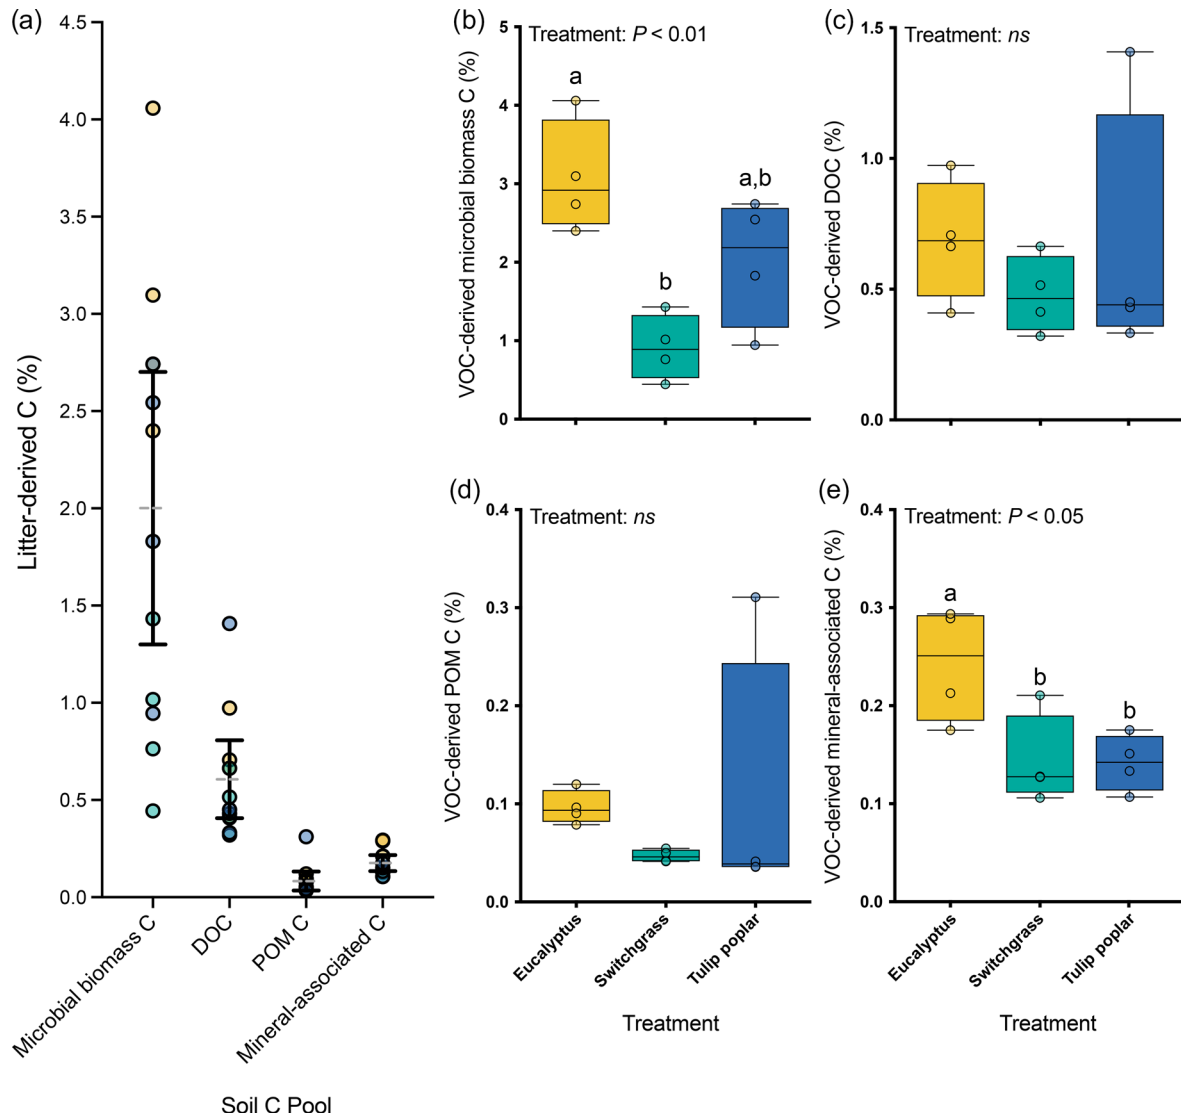 (a)
Litter-derived C (%)
4.5
4.0
3.5
3.0
2.5
2.0
1.5
1.0
0.5
0.0
Microbial biomass C
DOC
POM C
Mineral-associated C
Soil C Pool
(b)
Treatment: P < 0.01
VOC-derived microbial biomass C (%)
5
4
3
2
1
0
a
b
a,b
(c)
Treatment: ns
VOC-derived DOC (%)
1.5
1.0
0.5
0.0
(d)
Treatment: ns
VOC-derived POM C (%)
0.4
0.3
0.2
0.1
0.0
Eucalyptus
Switchgrass
Tulip poplar
Treatment
(e)
Treatment: P < 0.05
VOC-derived mineral-associated C (%)
0.4
0.3
0.2
0.1
0.0
a
b
b
Eucalyptus
Switchgrass
Tulip poplar
Treatment